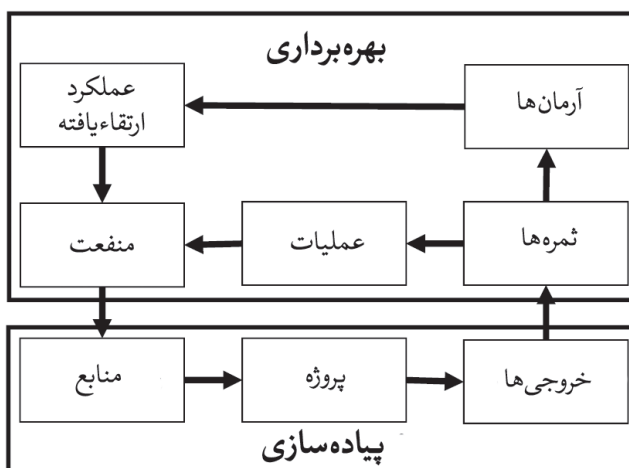 بهره‌برداری
آرمان‌ها
عملکرد
ارتقاءیافته
ثمره‌ها
عملیات
منفعت
خروجی‌ها
پروژه
منابع
پیاده‌سازی